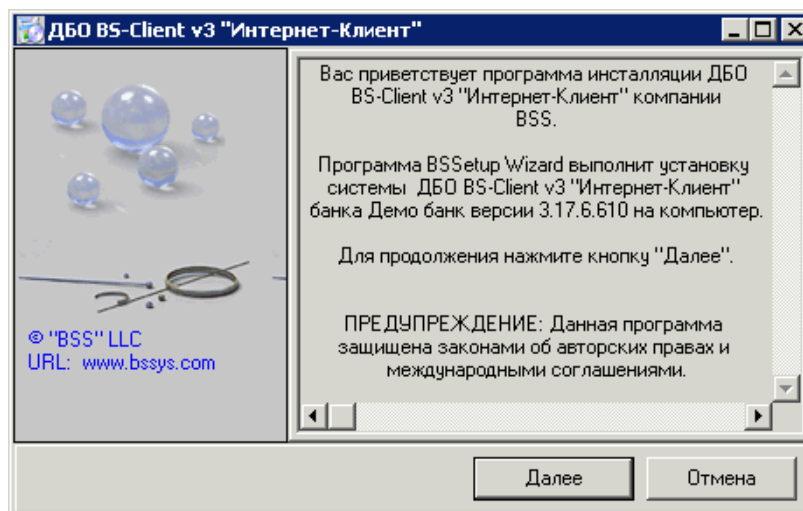 ДБО BS-Client v3 "Интернет-Клиент"
Вас приветствует программа инсталляции ДБО
BS-Client v3 "Интернет-Клиент" компании
BSS.
Программа BSSetup Wizard выполнит установку
системы ДБО BS-Client v3 "Интернет-Клиент"
банка Демо банк версии 3.17.6.610 на компьютер.
Для продолжения нажмите кнопку "Далее".
ПРЕДУПРЕЖДЕНИЕ: Данная программа
защищена законами об авторских правах и
международными соглашениями.
© "BSS" LLC
URL: www.bssys.com
Далее
Отмена